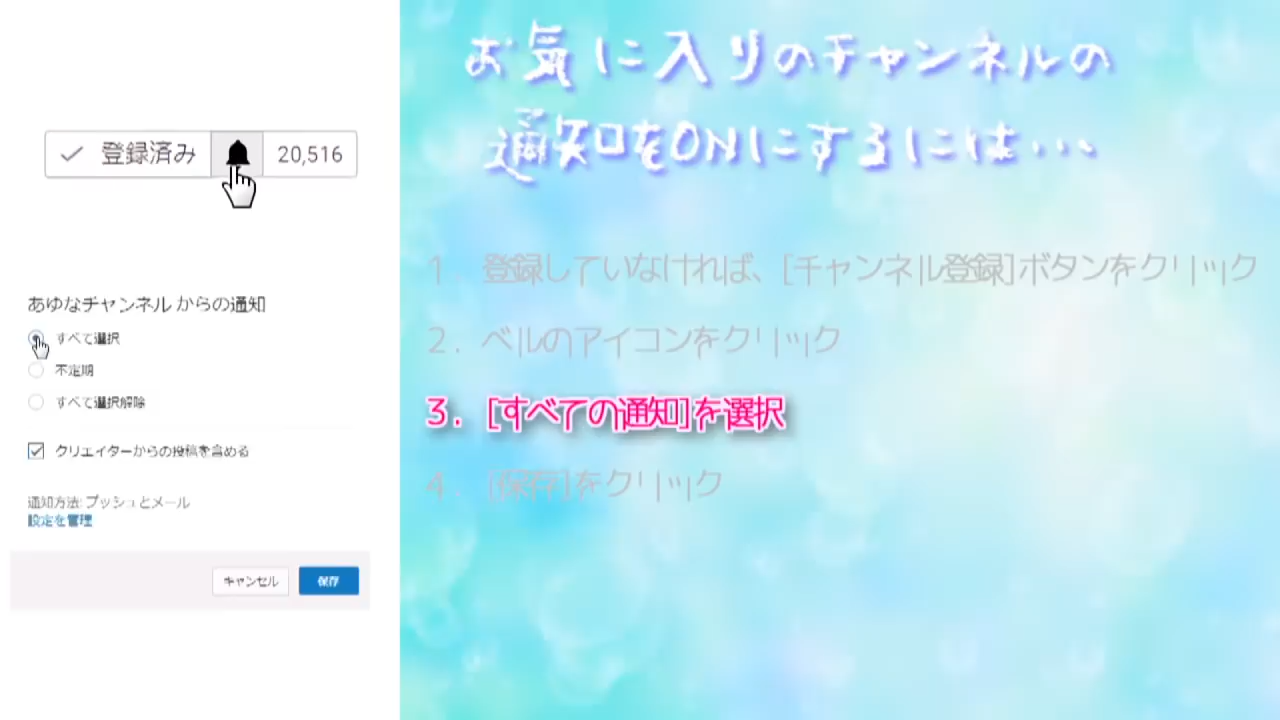 登録済み 20,516
あゆなチャンネル からの通知
すべて選択
不定期
すべて選択解除
クリエイターからの投稿を含める
通知方法: プッシュとメール
設定を管理
キャンセル 保存
お気に入りのチャンネルの
通知をONにするには・・・
1. 登録していなければ、[チャンネル登録]ボタンをクリック
2. ベルのアイコンをクリック
3. [すべての通知]を選択
4. [保存]をクリック